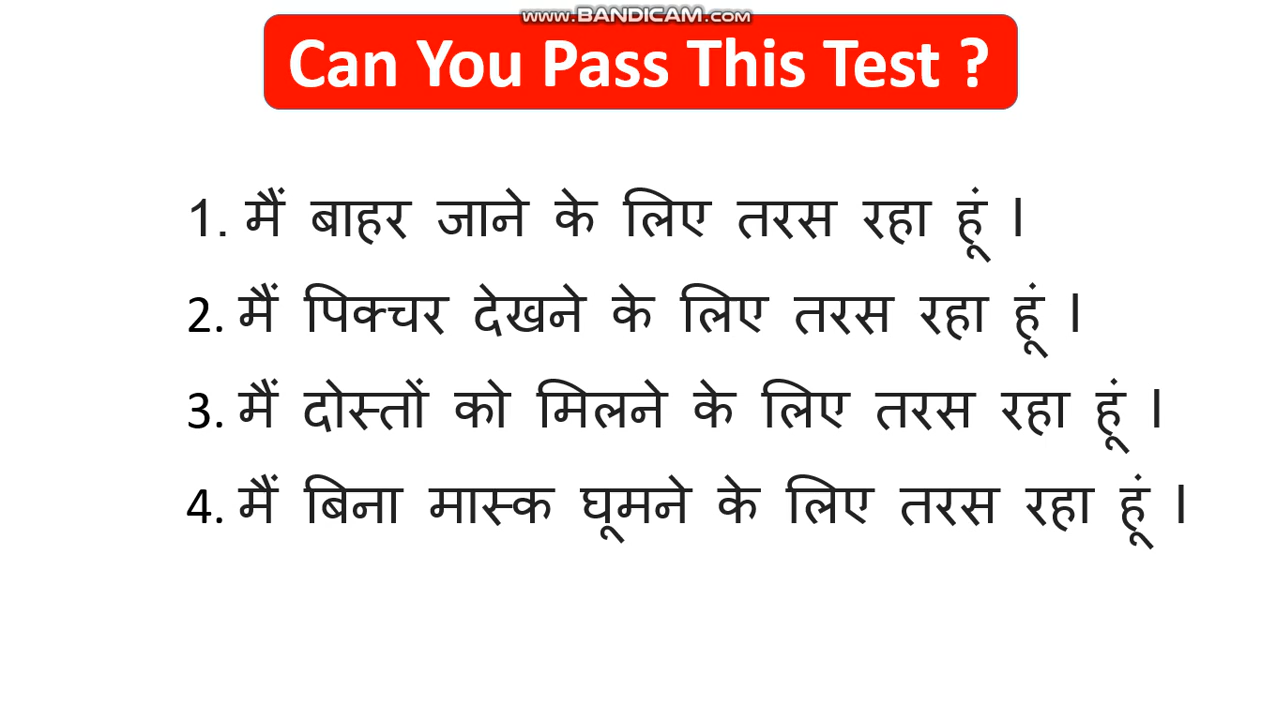 www.BANDICAM.com
Can You Pass This Test ?
1. मैं बाहर जाने के लिए तरस रहा हूं ।
2. मैं पिक्चर देखने के लिए तरस रहा हूं ।
3. मैं दोस्तों को मिलने के लिए तरस रहा हूं ।
4. मैं बिना मास्क घूमने के लिए तरस रहा हूं ।